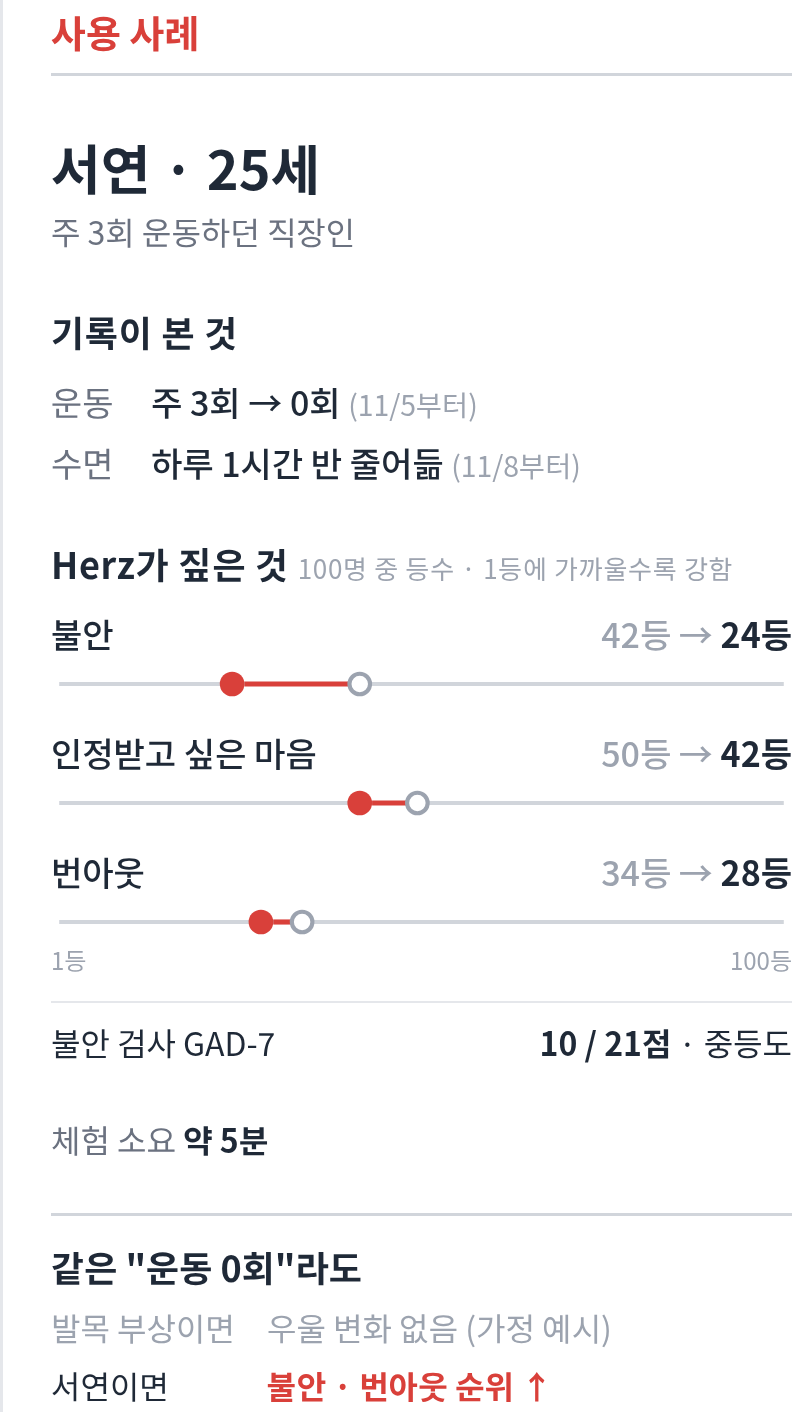 사용 사례
서연 · 25세
주 3회 운동하던 직장인
기록이 본 것
운동 주 3회 → 0회 (11/5부터)
수면 하루 1시간 반 줄어듦 (11/8부터)
Herz가 짚은 것 100명 중 등수 · 1등에 가까울수록 강함
불안 42등 → 24등
인정받고 싶은 마음 50등 → 42등
번아웃 34등 → 28등
1등 100등
불안 검사 GAD-7 10 / 21점 · 중등도
체험 소요 약 5분
같은 "운동 0회"라도
발목 부상이면 우울 변화 없음 (가정 예시)
서연이면 불안 · 번아웃 순위 ↑